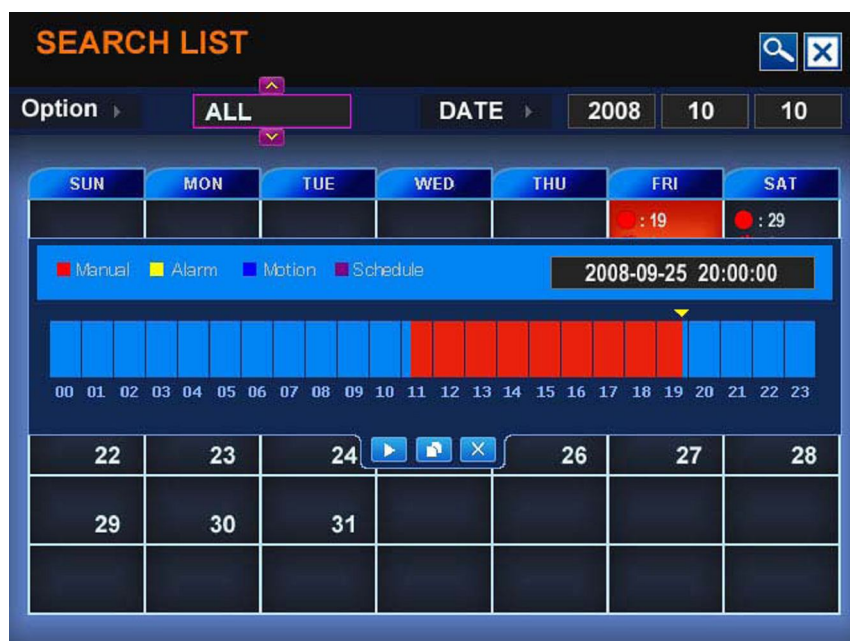 SEARCH LIST
Option ALL DATE 2008 10 10
SUN MON TUE WED THU FRI SAT
: 19 : 29
Manual Alarm Motion Schedule 2008-09-25 20:00:00
00 01 02 03 04 05 06 07 08 09 10 11 12 13 14 15 16 17 18 19 20 21 22 23
22 23 24 26 27 28
29 30 31